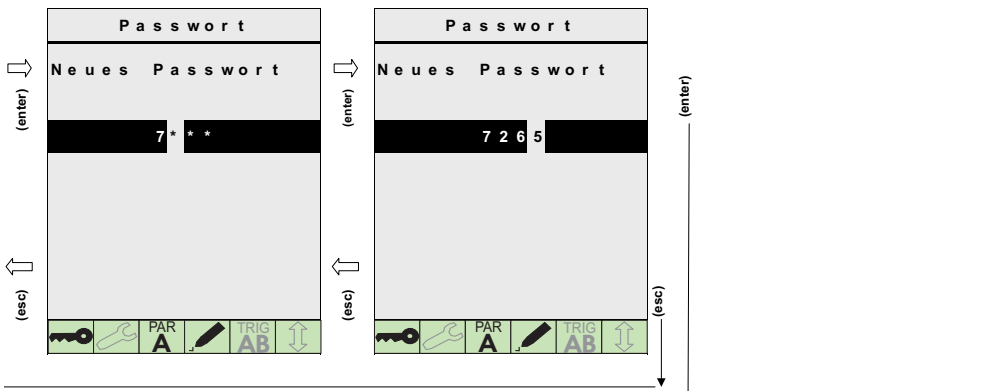 Passwort
Neues Passwort
7***
PAR
A
TRIG
AB
(enter)
(esc)
Passwort
Neues Passwort
7265
PAR
A
TRIG
AB
(enter)
(esc)
(enter)
(esc)